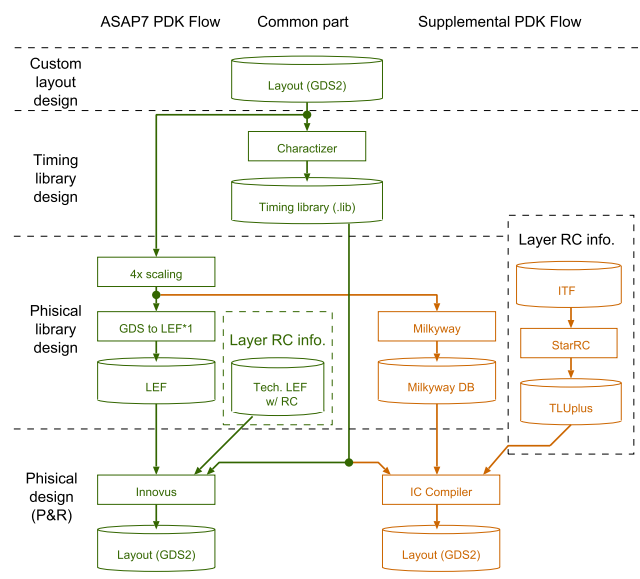 ASAP7 PDK Flow
Common part
Supplemental PDK Flow
Custom
layout
design
Layout (GDS2)
Timing
library
design
Charactizer
Timing library (.lib)
Layer RC info.
ITF
StarRC
TLUplus
Phisical
library
design
4x scaling
GDS to LEF*1
LEF
Layer RC info.
Tech. LEF
w/ RC
Milkyway
Milkyway DB
Phisical
design
(P&R)
Innovus
IC Compiler
Layout (GDS2)
Layout (GDS2)